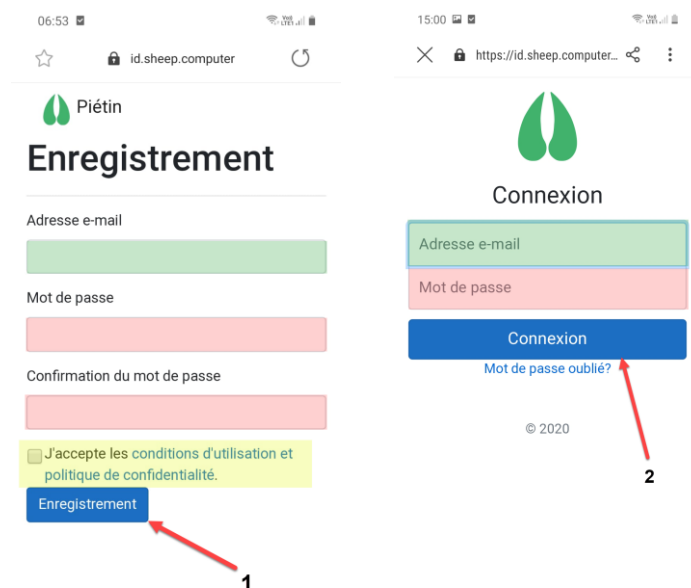 06:53
id.sheep.computer
Piétin
Enregistrement
Adresse e-mail
Mot de passe
Confirmation du mot de passe
J'accepte les conditions d'utilisation et
politique de confidentialité.
Enregistrement
1
15:00
https://id.sheep.computer...
Connexion
Adresse e-mail
Mot de passe
Connexion
Mot de passe oublié?
© 2020
2